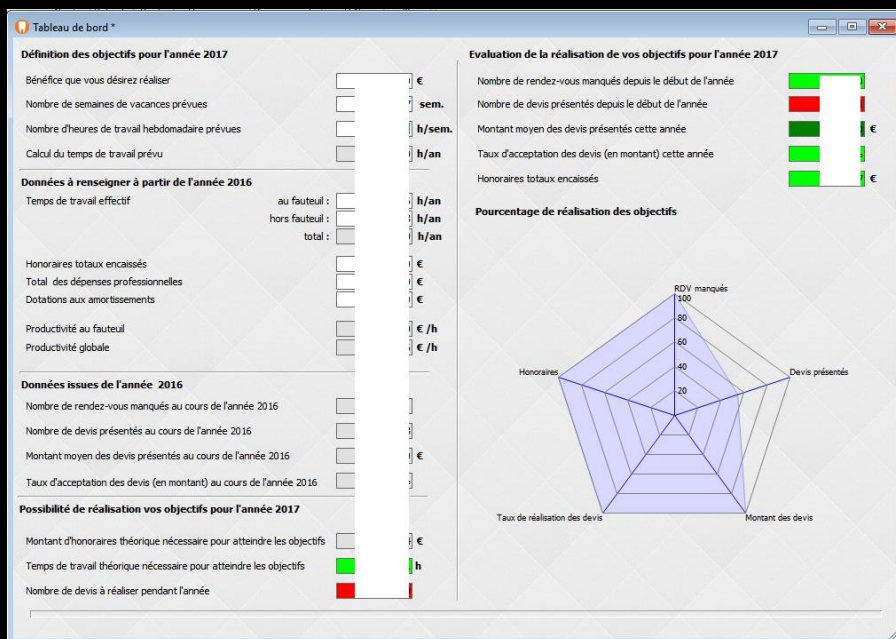 Tableau de bord *
Définition des objectifs pour l'année 2017
Bénéfice que vous désirez réaliser €
Nombre de semaines de vacances prévues sem.
Nombre d'heures de travail hebdomadaire prévues h/sem.
Calcul du temps de travail prévu h/an
Données à renseigner à partir de l'année 2016
Temps de travail effectif au fauteuil : h/an
hors fauteuil : h/an
total : h/an
Honoraires totaux encaissés €
Total des dépenses professionnelles €
Dotations aux amortissements €
Productivité au fauteuil € /h
Productivité globale € /h
Données issues de l'année 2016
Nombre de rendez-vous manqués au cours de l'année 2016
Nombre de devis présentés au cours de l'année 2016
Montant moyen des devis présentés au cours de l'année 2016 €
Taux d'acceptation des devis (en montant) au cours de l'année 2016
Possibilité de réalisation vos objectifs pour l'année 2017
Montant d'honoraires théorique nécessaire pour atteindre les objectifs €
Temps de travail théorique nécessaire pour atteindre les objectifs h
Nombre de devis à réaliser pendant l'année
Evaluation de la réalisation de vos objectifs pour l'année 2017
Nombre de rendez-vous manqués depuis le début de l'année
Nombre de devis présentés depuis le début de l'année
Montant moyen des devis présentés cette année €
Taux d'acceptation des devis (en montant) cette année
Honoraires totaux encaissés €
Pourcentage de réalisation des objectifs
RDV manqués
100
80
60
40
20
Honoraires
Devis présentés
Taux de réalisation des devis
Montant des devis